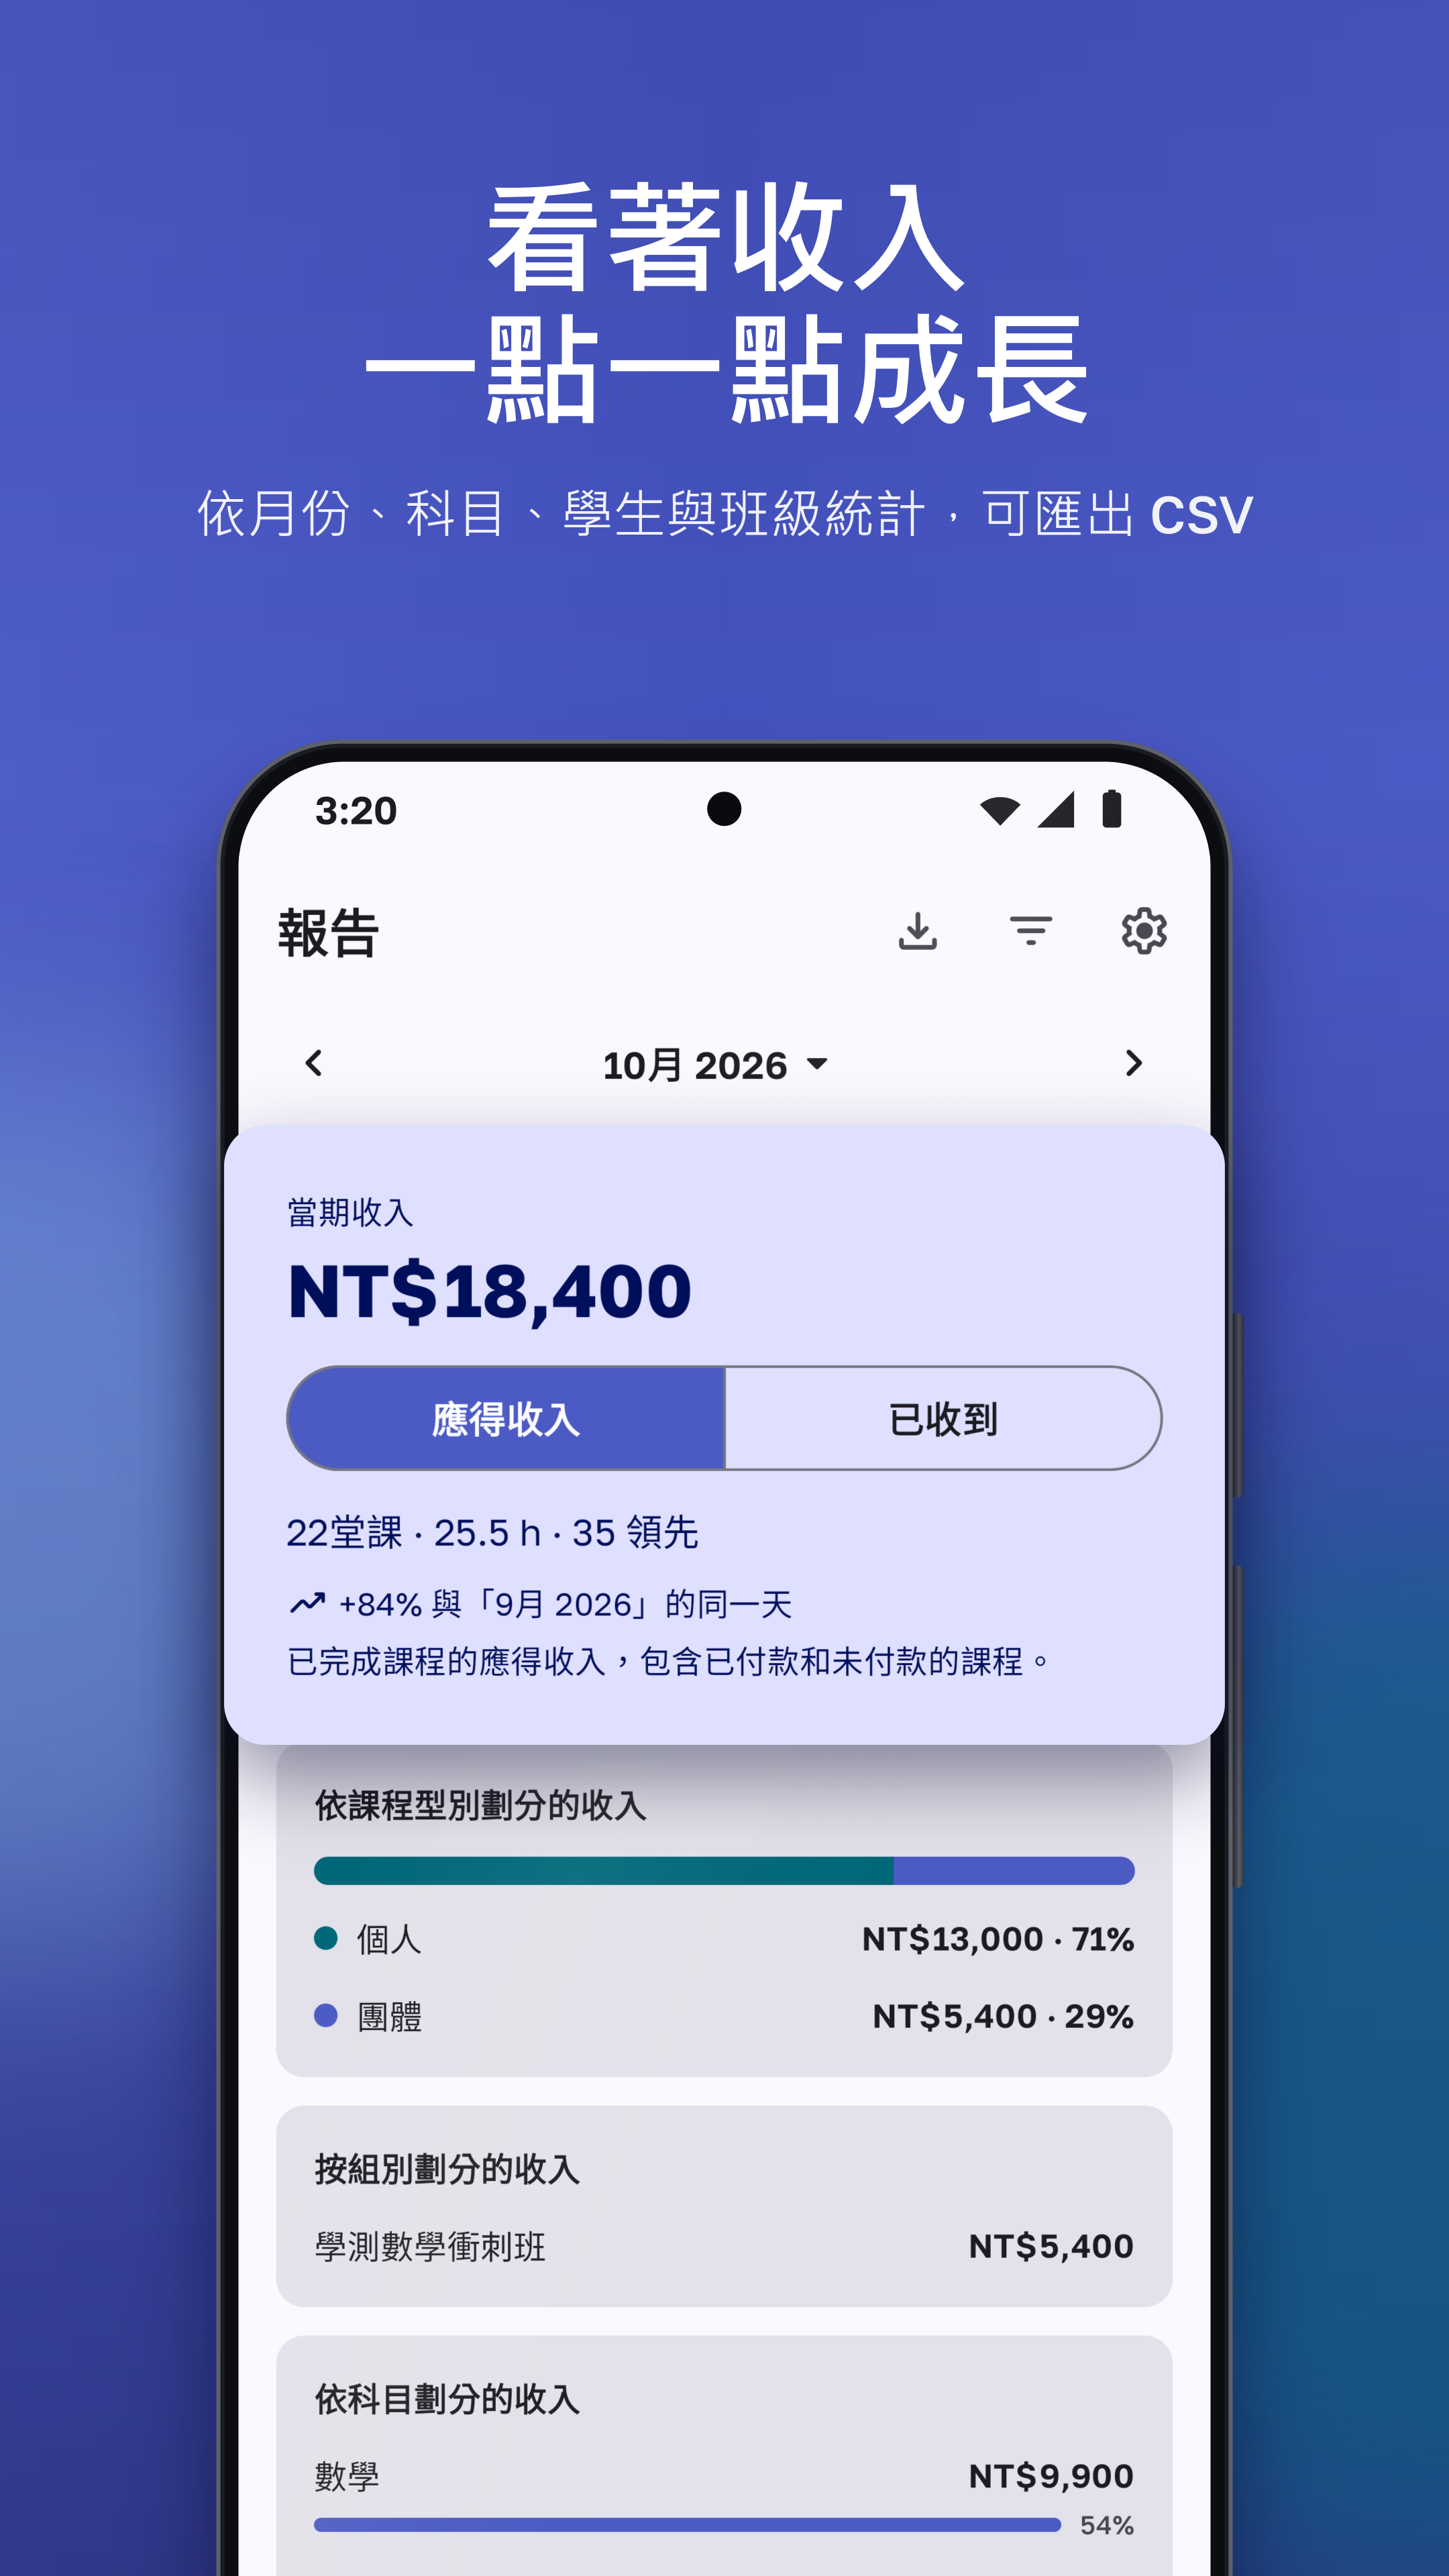 看著收入
一點一點成長
依月份、科目、學生與班級統計，可匯出 CSV
3:20
報告
10月 2026
當期收入
NT$18,400
應得收入
已收到
22堂課 · 25.5 h · 35 領先
+84% 與「9月 2026」的同一天
已完成課程的應得收入，包含已付款和未付款的課程。
依課程型別劃分的收入
個人 NT$13,000 · 71%
團體 NT$5,400 · 29%
按組別劃分的收入
學測數學衝刺班 NT$5,400
依科目劃分的收入
數學 NT$9,900
54%